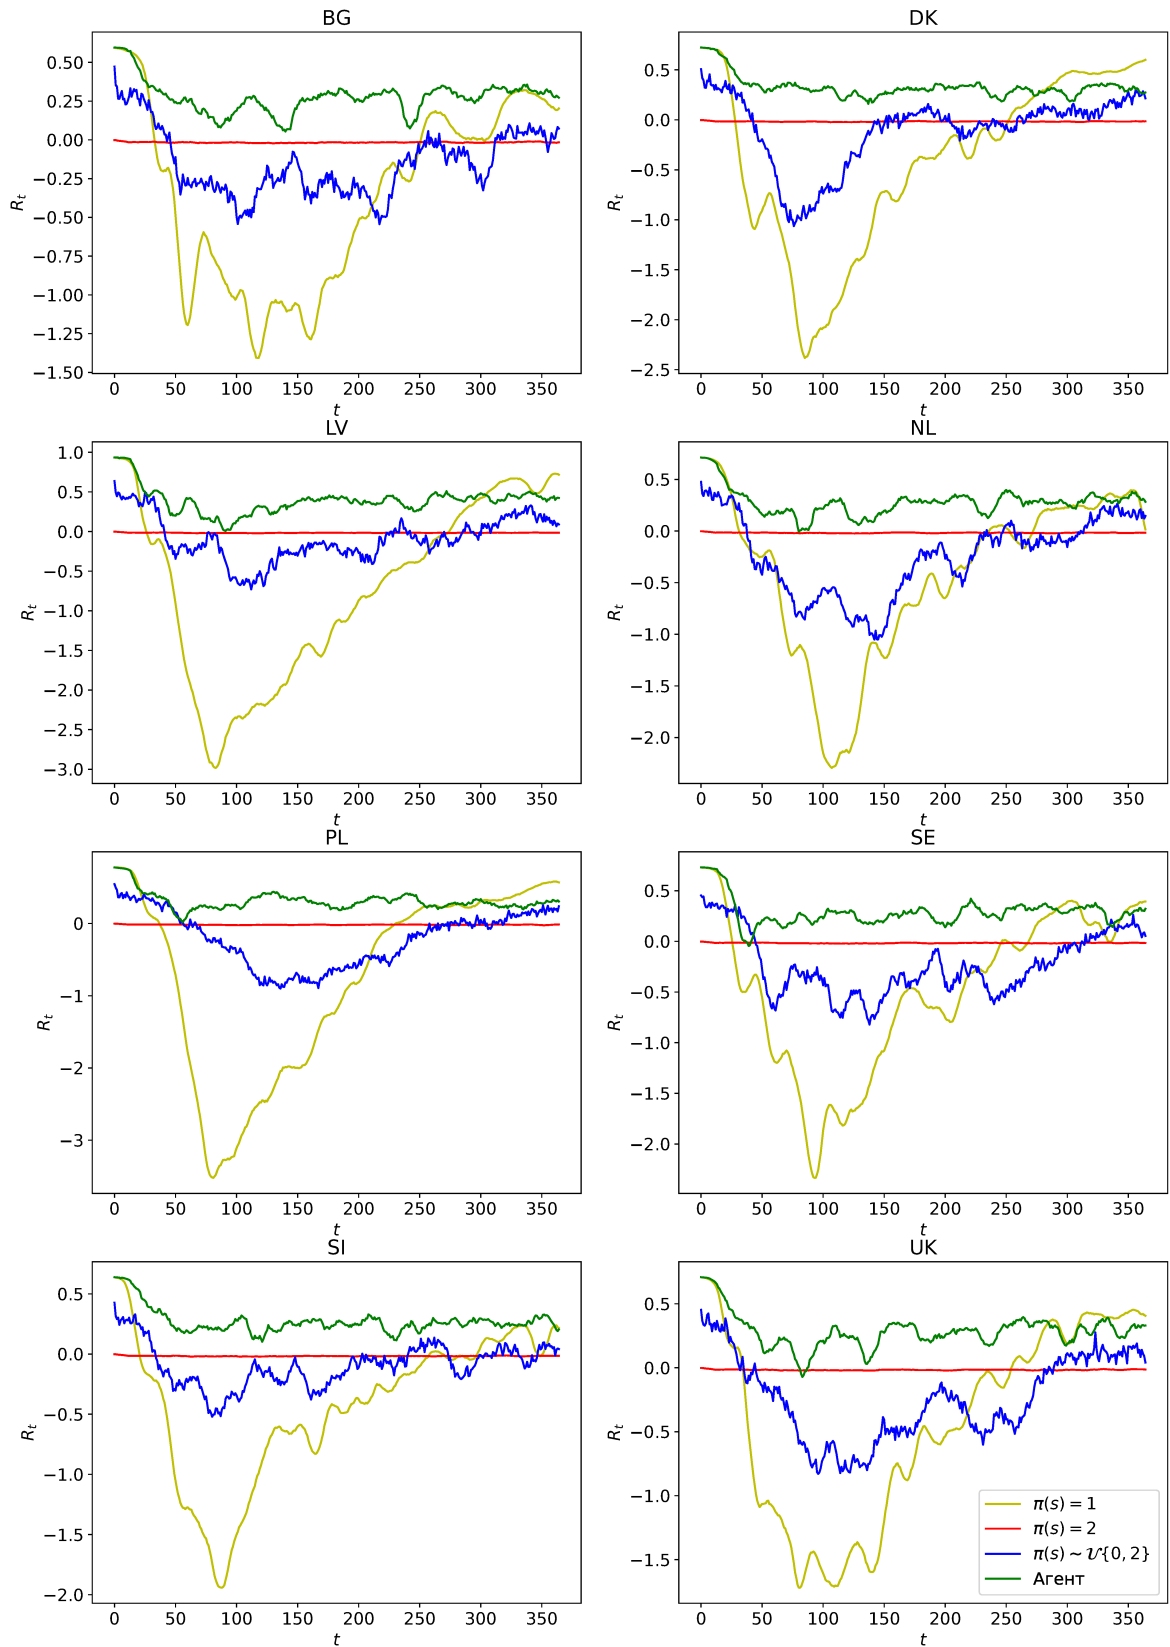 BG
0.50
0.25
0.00
−0.25
−0.50
−0.75
−1.00
−1.25
−1.50
R_t
0 50 100 150 200 250 300 350
t
DK
0.5
0.0
−0.5
−1.0
−1.5
−2.0
−2.5
R_t
0 50 100 150 200 250 300 350
t
LV
1.0
0.5
0.0
−0.5
−1.0
−1.5
−2.0
−2.5
−3.0
R_t
0 50 100 150 200 250 300 350
t
NL
0.5
0.0
−0.5
−1.0
−1.5
−2.0
R_t
0 50 100 150 200 250 300 350
t
PL
0
−1
−2
−3
R_t
0 50 100 150 200 250 300 350
t
SE
0.5
0.0
−0.5
−1.0
−1.5
−2.0
R_t
0 50 100 150 200 250 300 350
t
SI
0.5
0.0
−0.5
−1.0
−1.5
−2.0
R_t
0 50 100 150 200 250 300 350
t
UK
0.5
0.0
−0.5
−1.0
−1.5
R_t
0 50 100 150 200 250 300 350
t
π(s) = 1
π(s) = 2
π(s) ~ 𝒰{0, 2}
Агент